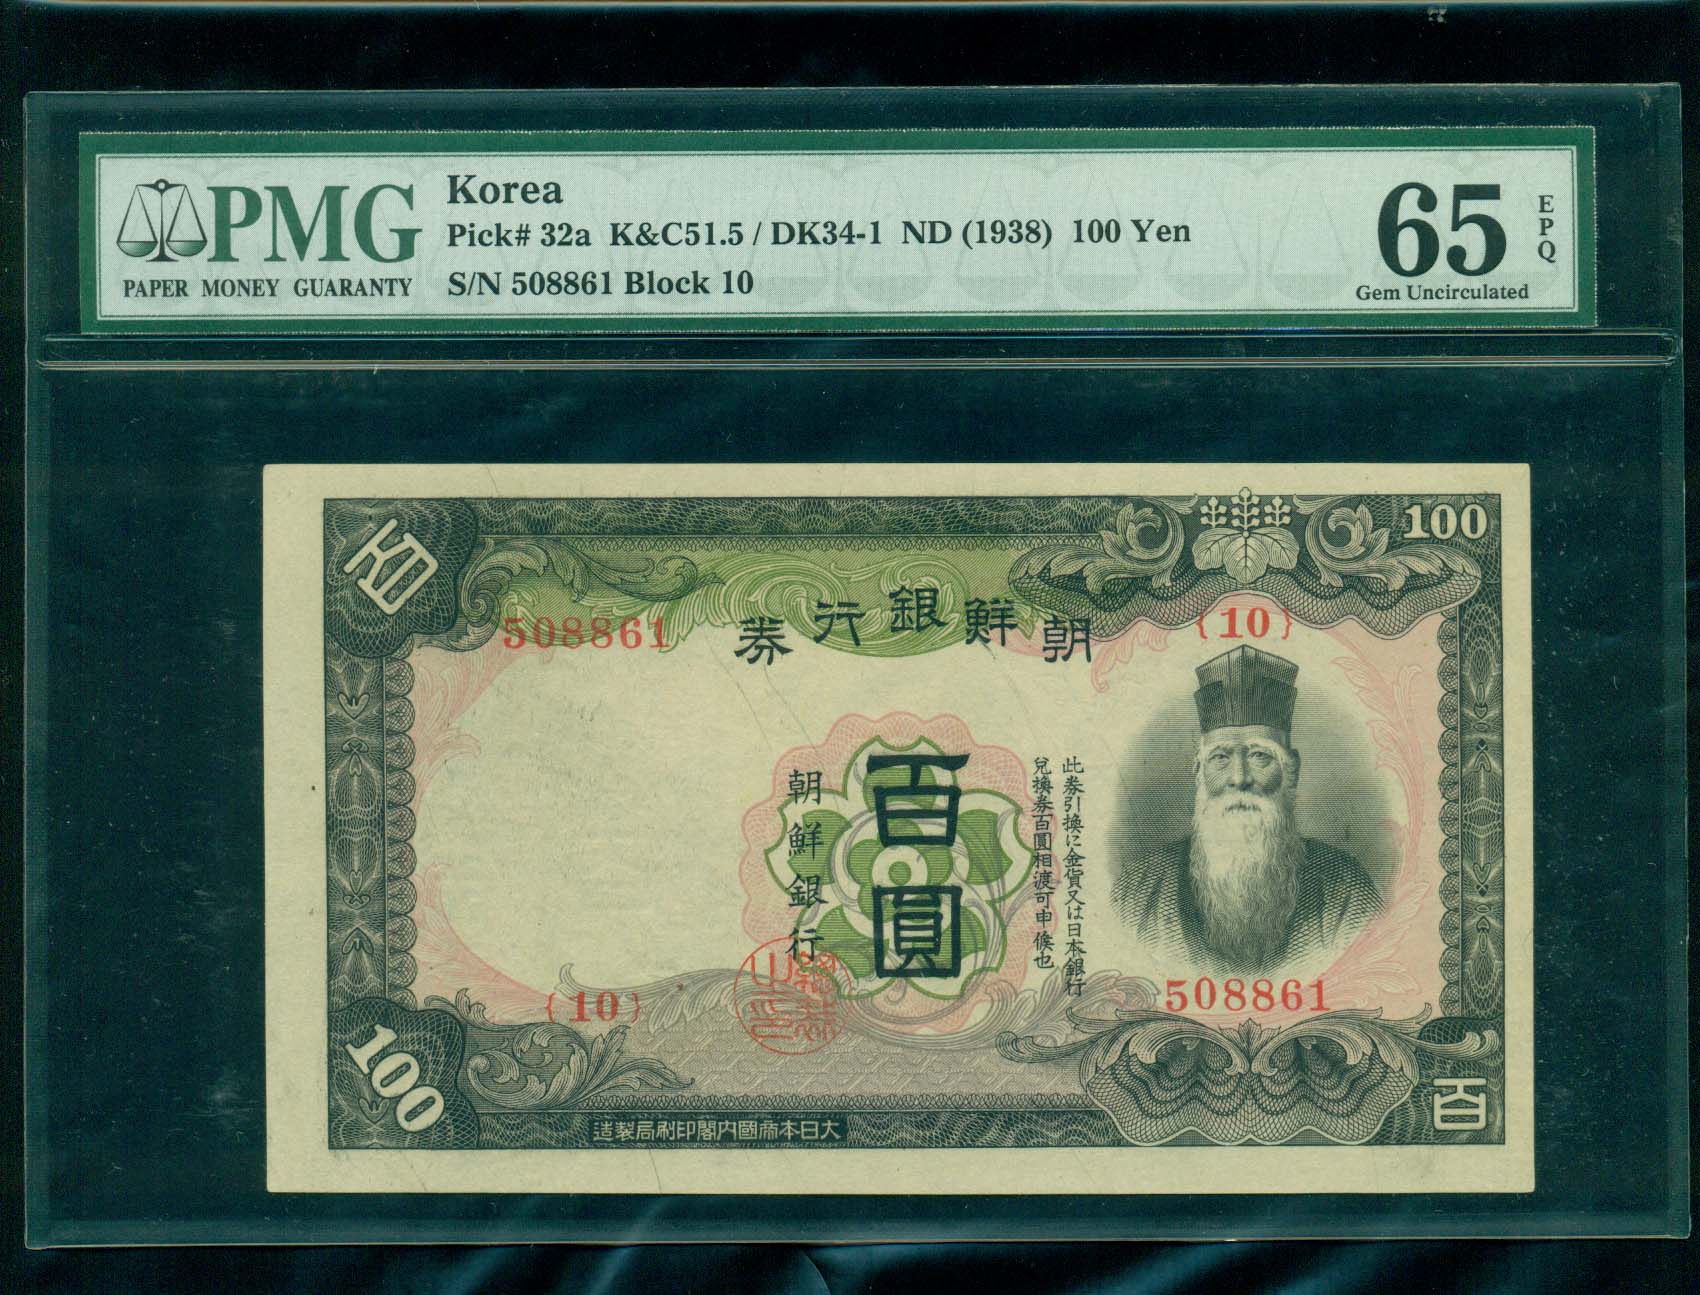 PMG
PAPER MONEY GUARANTY
Korea
Pick# 32a K&C51.5 / DK34-1 ND (1938) 100 Yen
S/N 508861 Block 10
65
EPQ
Gem Uncirculated
百
100
朝鮮銀行券
508861
{10}
百圓
朝鮮銀行
此券引換に金貨又は日本銀行
兌換券百圓相渡可申候也
508861
{10}
100
百
大日本帝國内閣印刷局製造